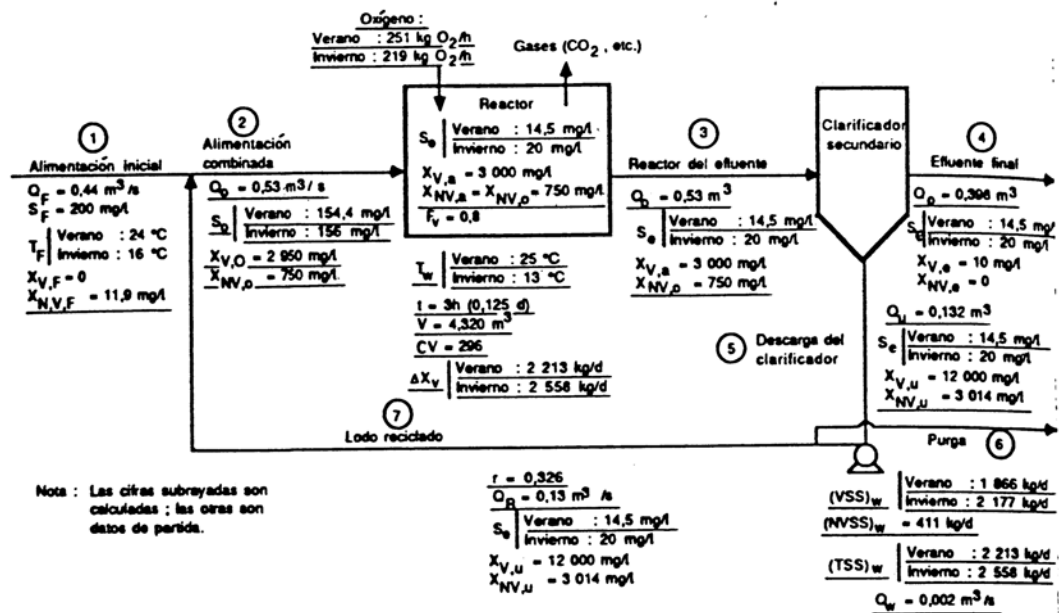 Oxígeno :
Verano : 251 kg O2/h
Invierno : 219 kg O2/h
Gases (CO2 , etc.)
1
Alimentación inicial
QF = 0,44 m3/s
SF = 200 mg/l
TF Verano : 24 ºC
Invierno : 16 ºC
XV,F = 0
XN,V,F = 11,9 mg/l
2
Alimentación
combinada
Qo = 0,53 m3/ s
So Verano : 154,4 mg/l
Invierno : 156 mg/l
XV,O = 2 950 mg/l
XNV,o = 750 mg/l
Reactor
Se Verano : 14,5 mg/l
Invierno : 20 mg/l
XV,a = 3 000 mg/l
XNV,a = XNV,o = 750 mg/l
FV = 0,8
Tw Verano : 25 ºC
Invierno : 13 ºC
t = 3h (0,125 d)
V = 4,320 m3
CV = 296
ΔXV Verano : 2 213 kg/d
Invierno : 2 558 kg/d
3
Reactor del efluente
Qo = 0,53 m3
Se Verano : 14,5 mg/l
Invierno : 20 mg/l
XV,a = 3 000 mg/l
XNV,o = 750 mg/l
Clarificador
secundario
4
Efluente final
Qo = 0,396 m3
Se Verano : 14,5 mg/l
Invierno : 20 mg/l
XV,e = 10 mg/l
XNV,e = 0
5
Descarga del
clarificador
Qu = 0,132 m3
Se Verano : 14,5 mg/l
Invierno : 20 mg/l
XV,u = 12 000 mg/l
XNV,u = 3 014 mg/l
7
Lodo reciclado
Purga
6
Nota : Las cifras subrayadas son
calculadas ; las otras son
datos de partida.
r = 0,326
QR = 0,13 m3 /s
Se Verano : 14,5 mg/l
Invierno : 20 mg/l
XV,u = 12 000 mg/l
XNV,u = 3 014 mg/l
(VSS)w Verano : 1 866 kg/d
Invierno : 2 177 kg/d
(NVSS)w = 411 kg/d
(TSS)w Verano : 2 213 kg/d
Invierno : 2 558 kg/d
Qw = 0,002 m3/s